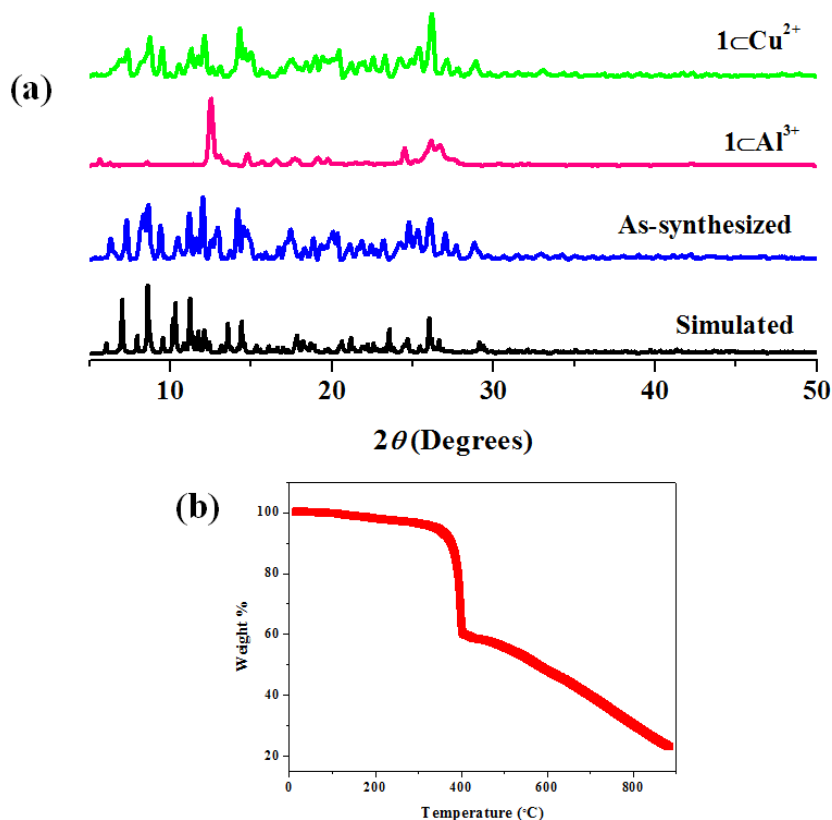 1⊂Cu²⁺
(a)
1⊂Al³⁺
As-synthesized
Simulated
10 20 30 40 50
2θ (Degrees)
(b)
100
80
60
40
20
Weight %
0 200 400 600 800
Temperature (◦C)